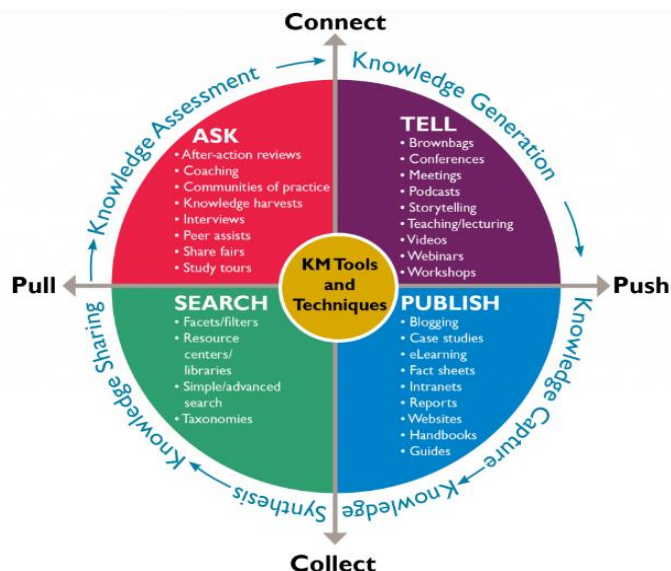 Connect
Knowledge Assessment
Knowledge Generation
ASK
• After-action reviews
• Coaching
• Communities of practice
• Knowledge harvests
• Interviews
• Peer assists
• Share fairs
• Study tours
TELL
• Brownbags
• Conferences
• Meetings
• Podcasts
• Storytelling
• Teaching/lecturing
• Videos
• Webinars
• Workshops
Pull
KM Tools
and
Techniques
Push
SEARCH
• Facets/filters
• Resource
centers/
libraries
• Simple/advanced
search
• Taxonomies
PUBLISH
• Blogging
• Case studies
• eLearning
• Fact sheets
• Intranets
• Reports
• Websites
• Handbooks
• Guides
Knowledge Capture
Knowledge Synthesis
Knowledge Sharing
Collect